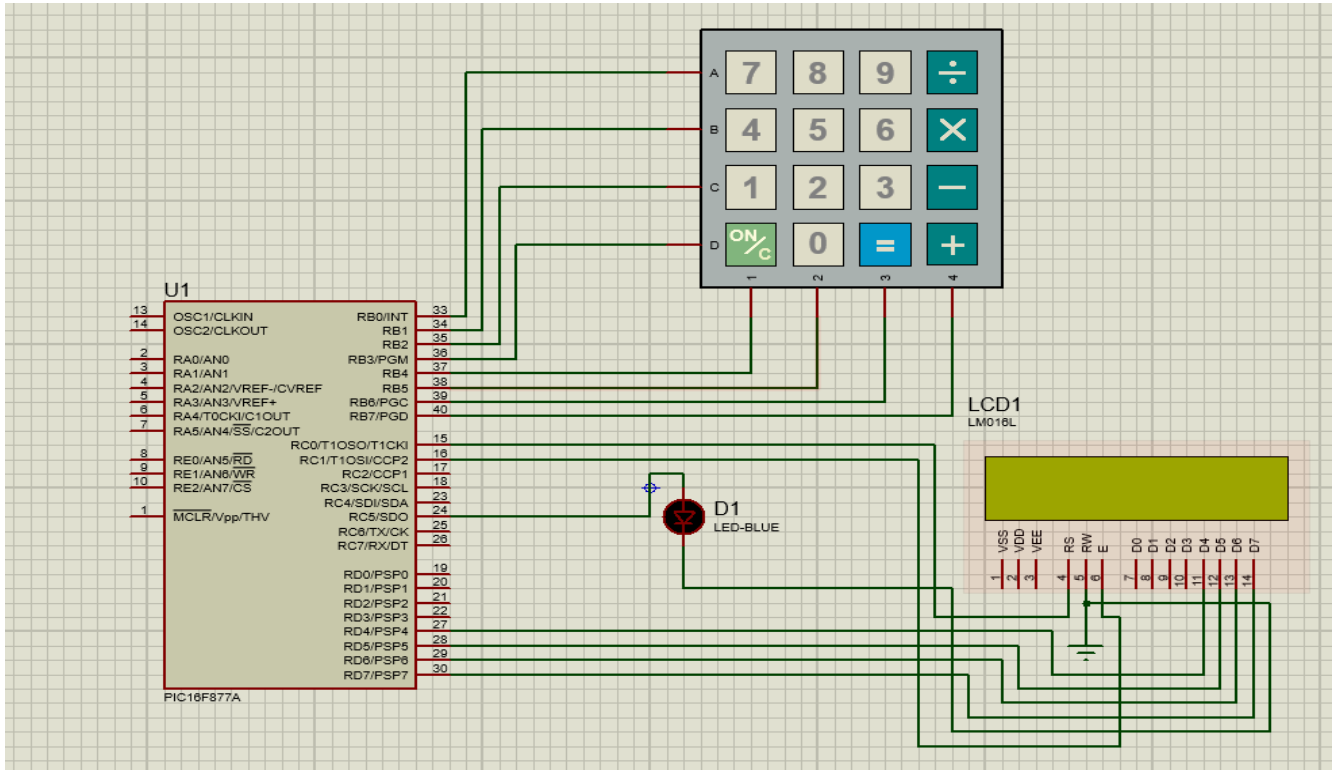 A 7 8 9 ÷
B 4 5 6 ×
C 1 2 3 −
D ON/C 0 = +
1 2 3 4
U1
13 OSC1/CLKIN
14 OSC2/CLKOUT
2 RA0/AN0
3 RA1/AN1
4 RA2/AN2/VREF-/CVREF
5 RA3/AN3/VREF+
6 RA4/T0CKI/C1OUT
7 RA5/AN4/SS/C2OUT
8 RE0/AN5/RD
9 RE1/AN6/WR
10 RE2/AN7/CS
1 MCLR/Vpp/THV
RB0/INT 33
RB1 34
RB2 35
RB3/PGM 36
RB4 37
RB5 38
RB6/PGC 39
RB7/PGD 40
RC0/T1OSO/T1CKI 15
RC1/T1OSI/CCP2 16
RC2/CCP1 17
RC3/SCK/SCL 18
RC4/SDI/SDA 23
RC5/SDO 24
RC6/TX/CK 25
RC7/RX/DT 26
RD0/PSP0 19
RD1/PSP1 20
RD2/PSP2 21
RD3/PSP3 22
RD4/PSP4 27
RD5/PSP5 28
RD6/PSP6 29
RD7/PSP7 30
PIC16F877A
D1
LED-BLUE
LCD1
LM016L
VSS VDD VEE RS RW E D0 D1 D2 D3 D4 D5 D6 D7
1 2 3 4 5 6 7 8 9 10 11 12 13 14